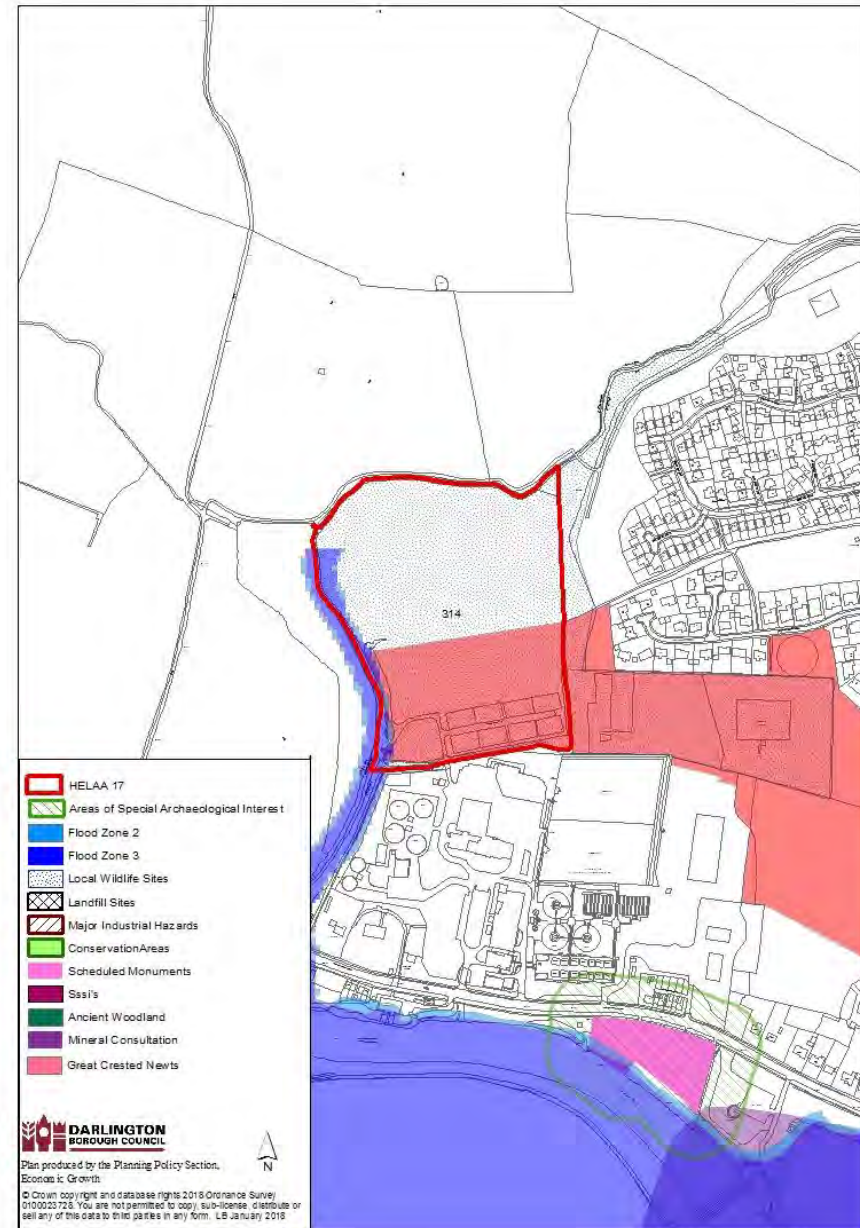 314
HELAA 17
Areas of Special Archaeological Interest
Flood Zone 2
Flood Zone 3
Local Wildlife Sites
Landfill Sites
Major Industrial Hazards
ConservationAreas
Scheduled Monuments
Sssi's
Ancient Woodland
Mineral Consultation
Great Crested Newts
DARLINGTON
BOROUGH COUNCIL
N
Plan produced by the Planning Policy Section,
Economic Growth
© Crown copyright and database rights 2018 Ordnance Survey
0100023728. You are not permitted to copy, sub-license, distribute or
sell any of this data to third parties in any form. LB January 2018